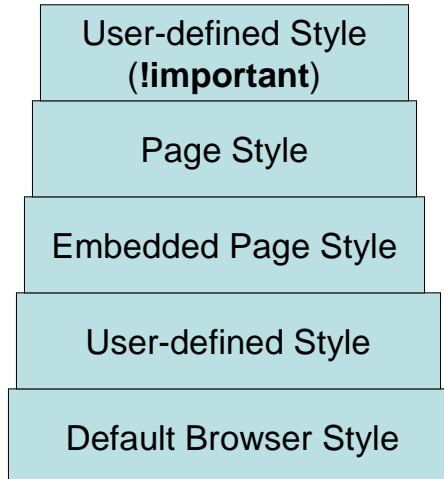 User-defined Style
(!important)
Page Style
Embedded Page Style
User-defined Style
Default Browser Style